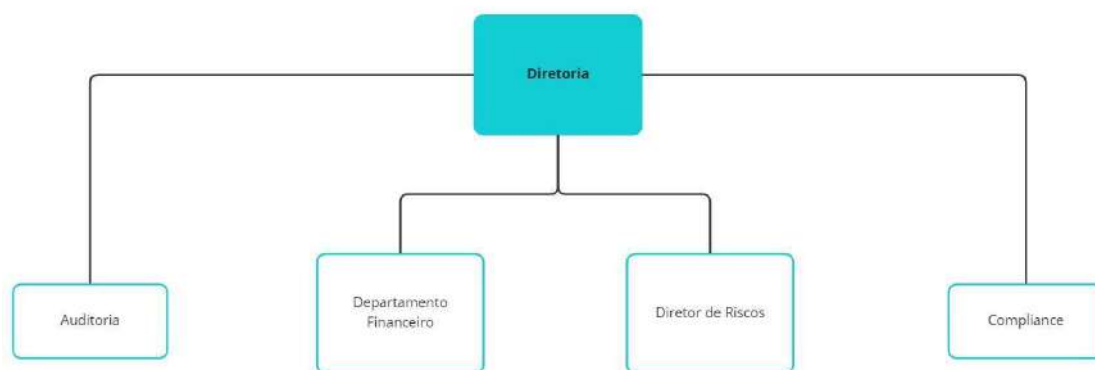 Diretoria
Auditoria
Departamento
Financeiro
Diretor de Riscos
Compliance